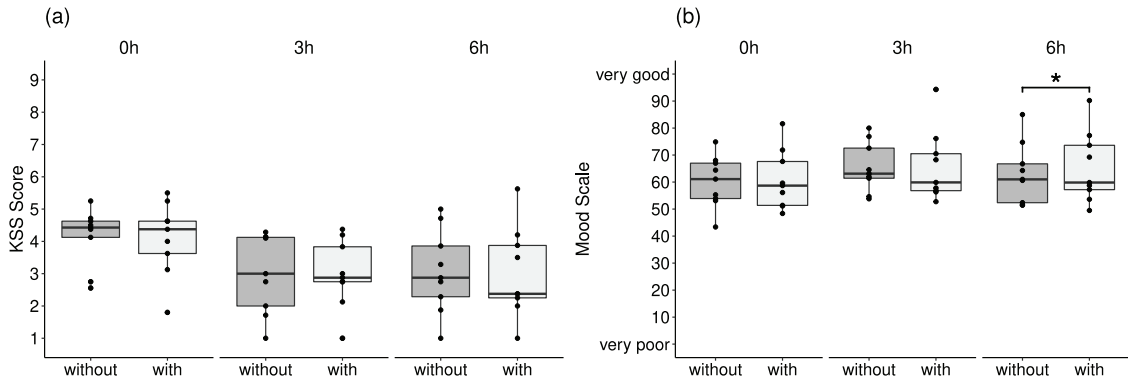 (a)
0h 3h 6h
KSS Score
9
8
7
6
5
4
3
2
1
without with without with without with
(b)
0h 3h 6h
Mood Scale
very good
90
80
70
60
50
40
30
20
10
very poor
*
without with without with without with